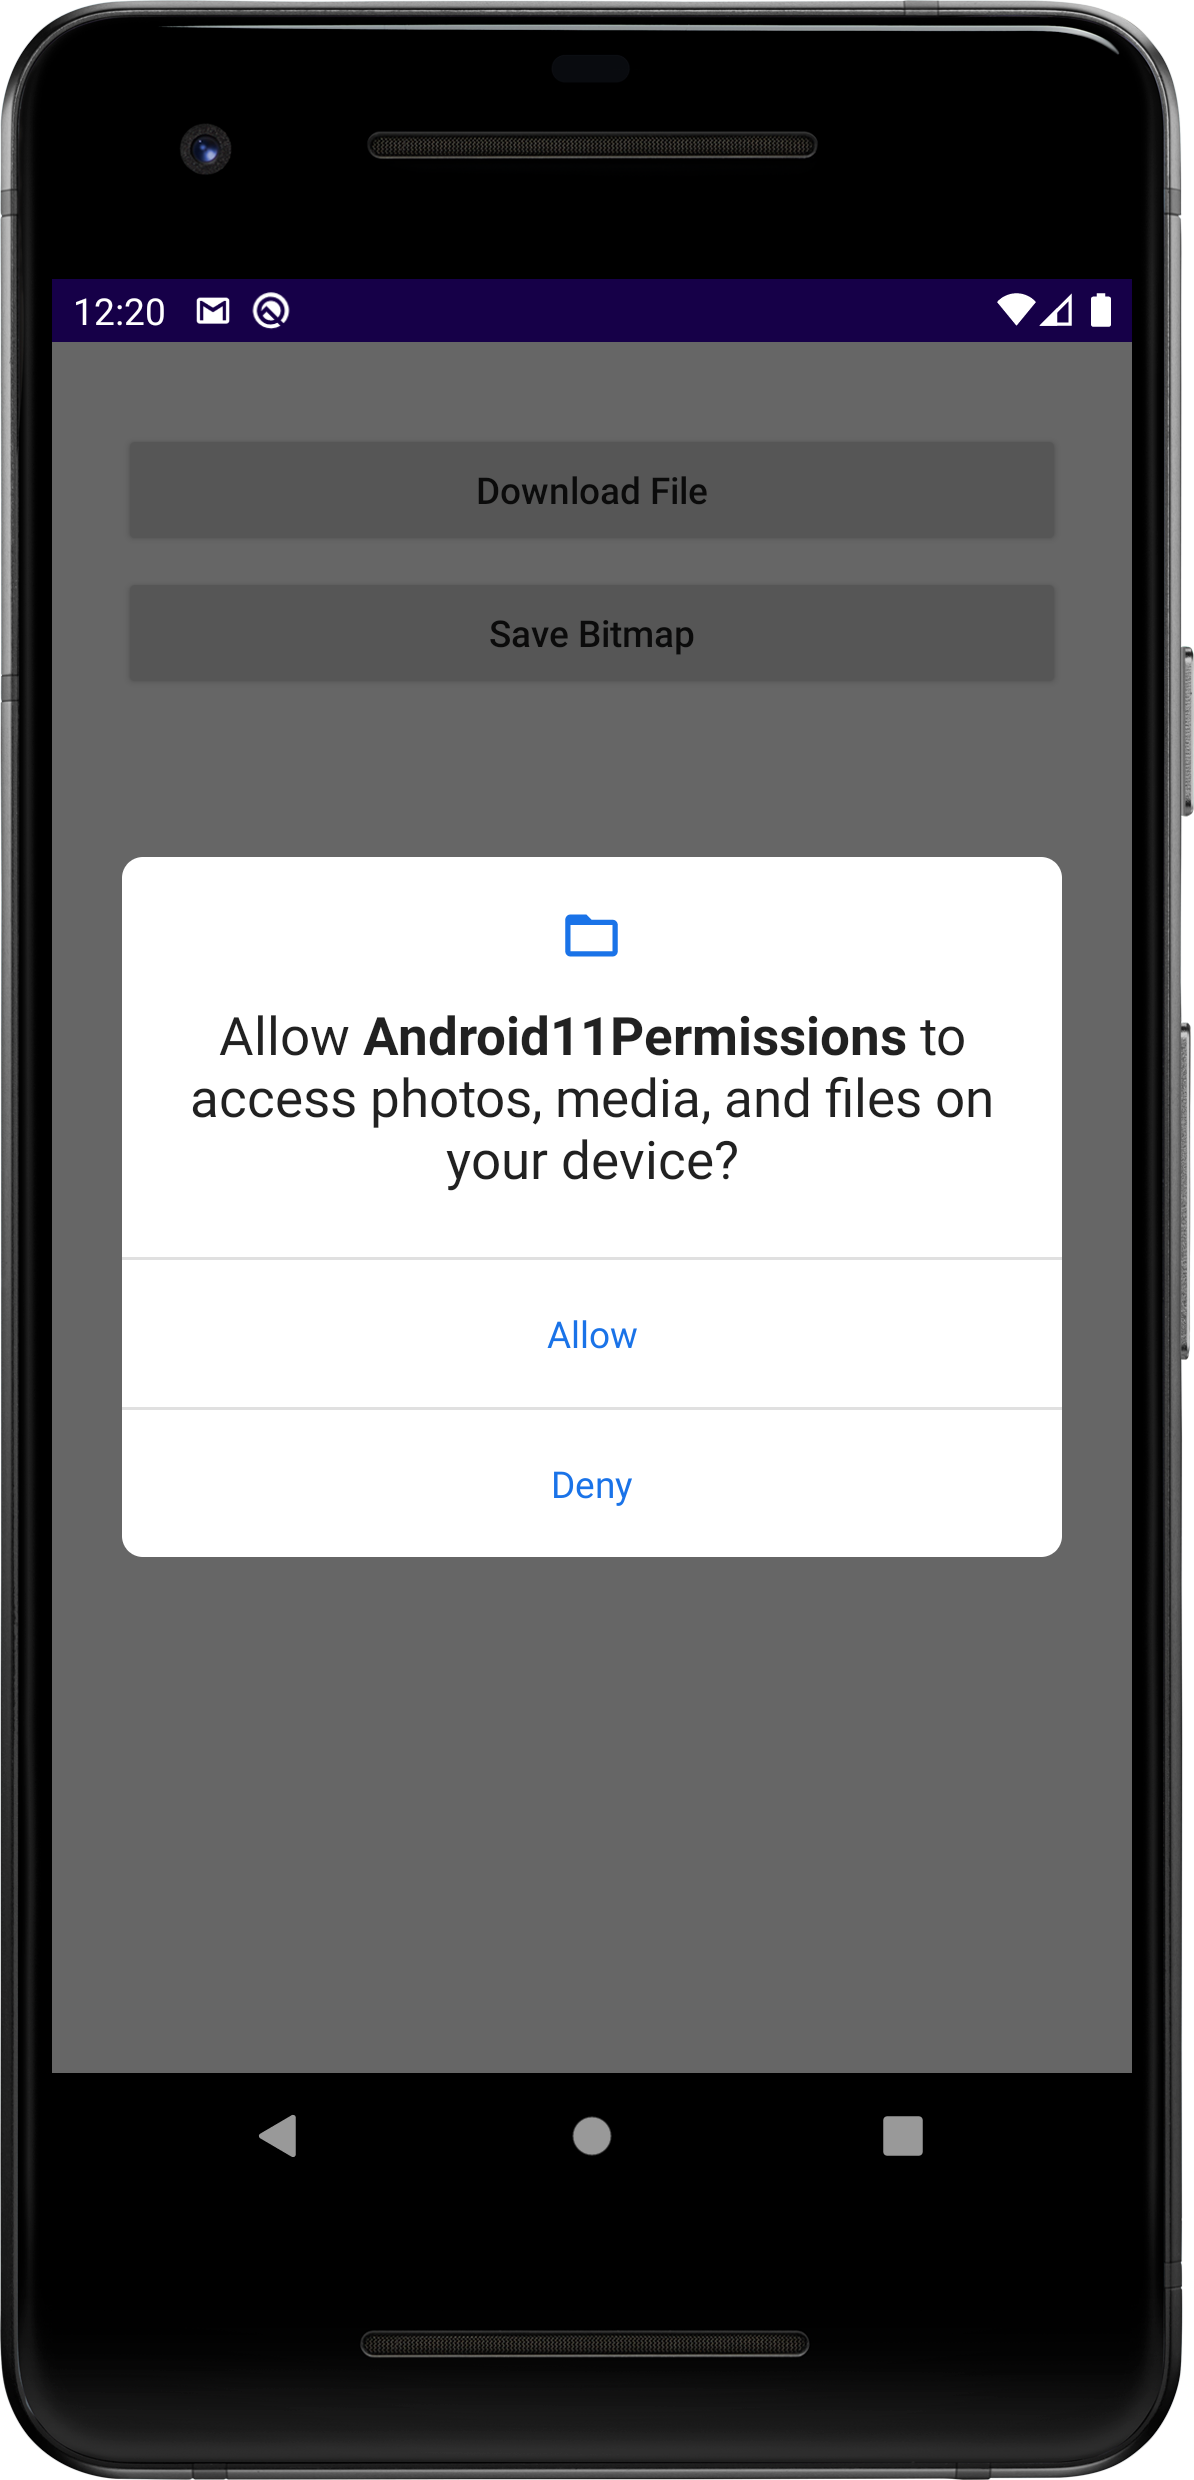 12:20
Download File
Save Bitmap
Allow Android11Permissions to
access photos, media, and files on
your device?
Allow
Deny